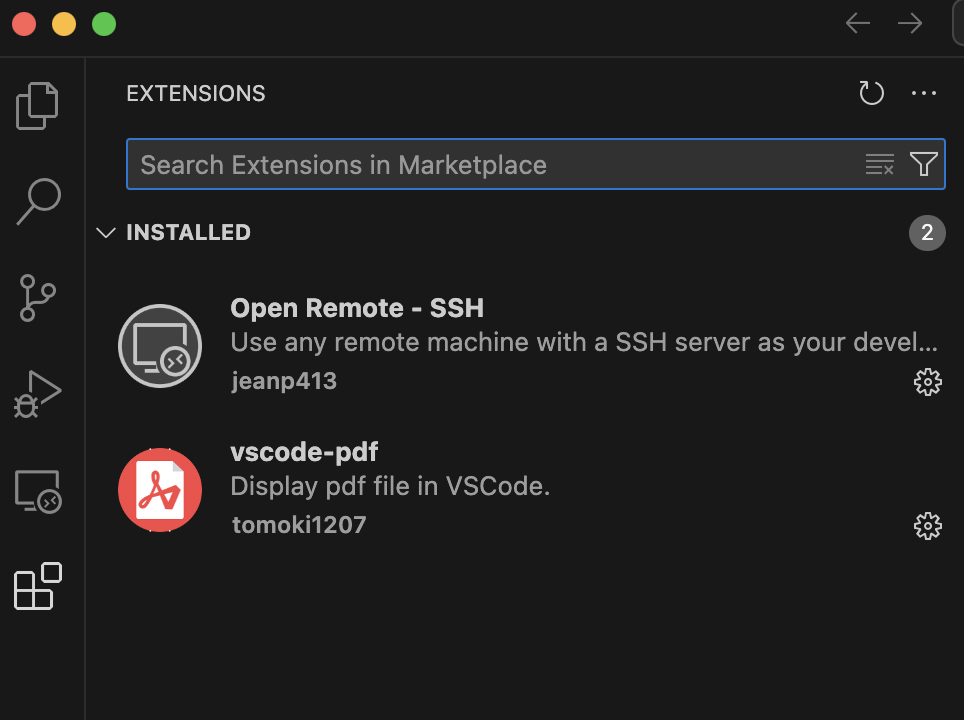 EXTENSIONS
Search Extensions in Marketplace
INSTALLED
2
Open Remote - SSH
Use any remote machine with a SSH server as your devel...
jeanp413
vscode-pdf
Display pdf file in VSCode.
tomoki1207